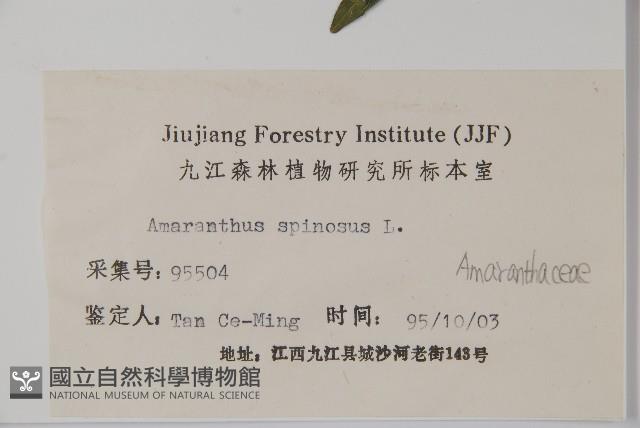 Jiujiang Forestry Institute (JJF)
九江森林植物研究所标本室
Amaranthus spinosus L.
采集号: 95504
Amaranthaceae
鉴定人: Tan Ce-Ming 时间: 95/10/03
地址: 江西九江县城沙河老街143号
國立自然科學博物館
NATIONAL MUSEUM OF NATURAL SCIENCE